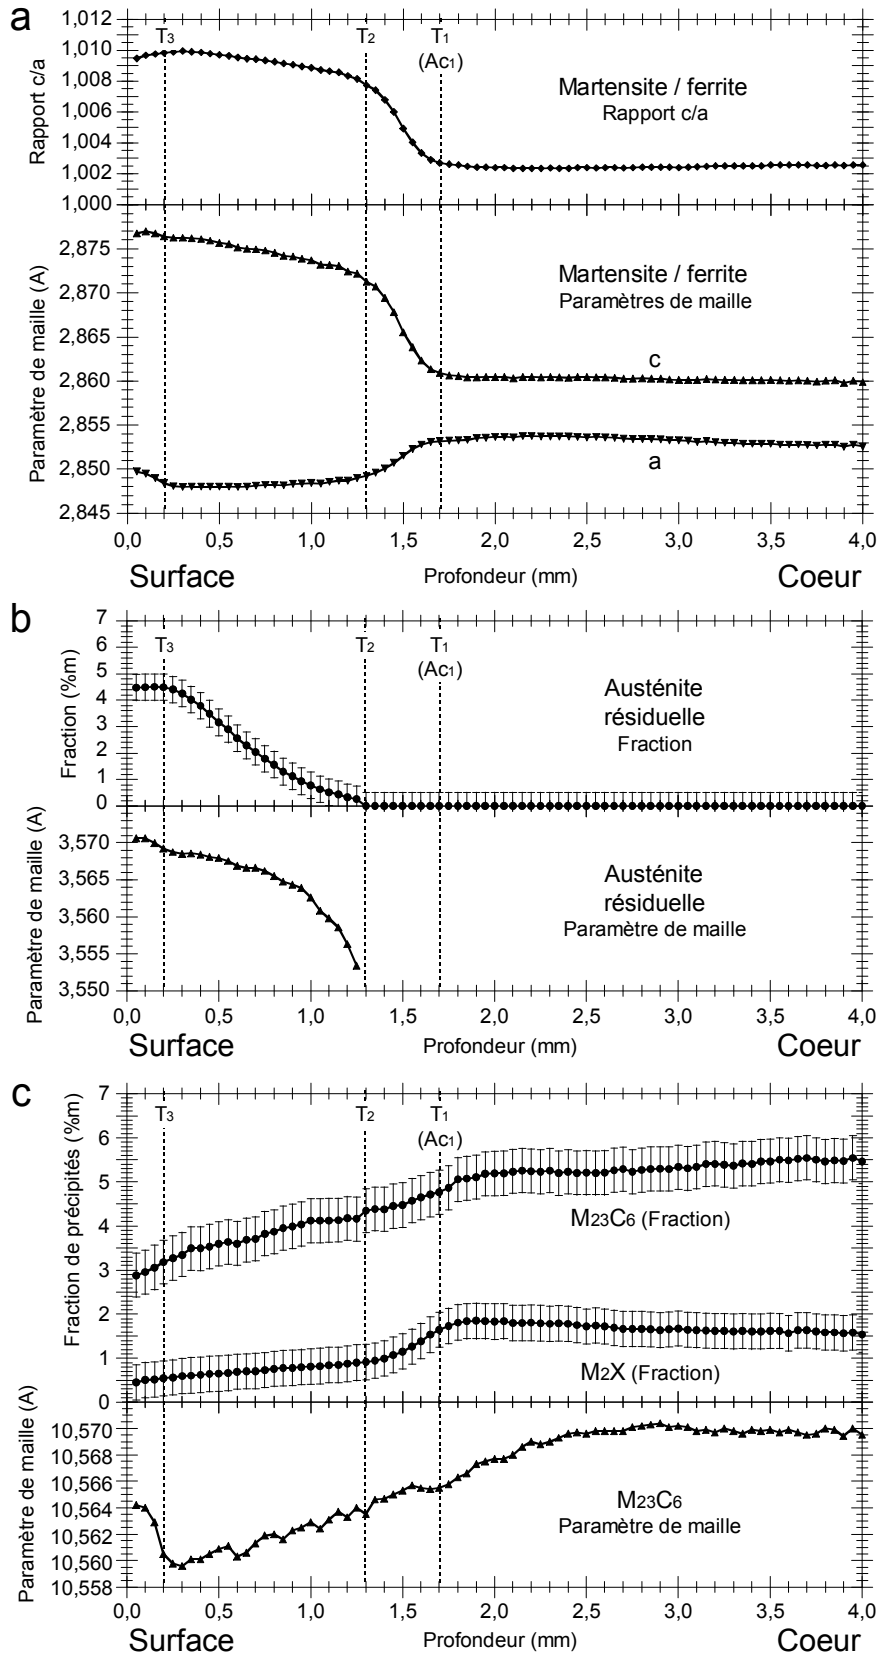 a
1,012
1,010
1,008
1,006
1,004
1,002
1,000
Rapport c/a
T3
T2
T1
(Ac1)
Martensite / ferrite
Rapport c/a
2,875
2,870
2,865
2,860
2,855
2,850
2,845
Paramètre de maille (A)
Martensite / ferrite
Paramètres de maille
c
a
0,0 0,5 1,0 1,5 2,0 2,5 3,0 3,5 4,0
Surface Profondeur (mm) Coeur
b
7
6
5
4
3
2
1
0
Fraction (%m)
T3
T2
T1
(Ac1)
Austénite
résiduelle
Fraction
3,570
3,565
3,560
3,555
3,550
Paramètre de maille (A)
Austénite
résiduelle
Paramètre de maille
0,0 0,5 1,0 1,5 2,0 2,5 3,0 3,5 4,0
Surface Profondeur (mm) Coeur
c
7
6
5
4
3
2
1
0
Fraction de précipités (%m)
T3
T2
T1
(Ac1)
M23C6 (Fraction)
M2X (Fraction)
10,570
10,568
10,566
10,564
10,562
10,560
10,558
Paramètre de maille (A)
M23C6
Paramètre de maille
0,0 0,5 1,0 1,5 2,0 2,5 3,0 3,5 4,0
Surface Profondeur (mm) Coeur